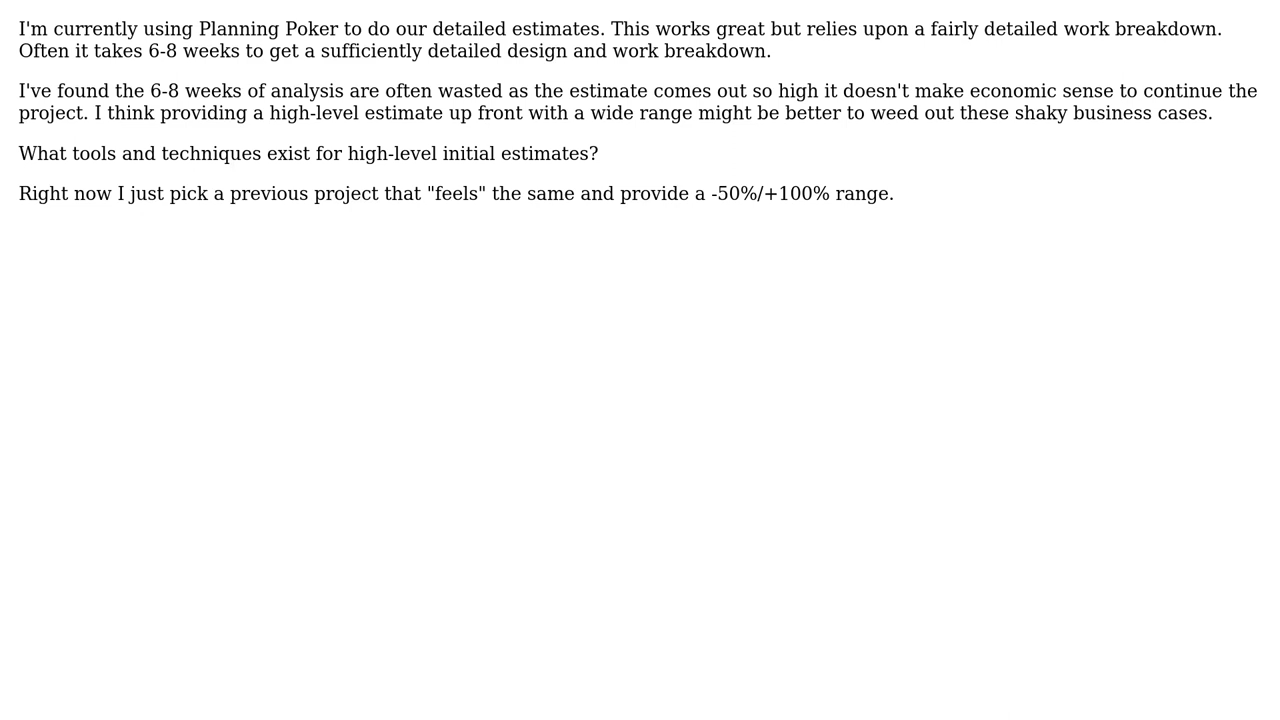 I'm currently using Planning Poker to do our detailed estimates. This works great but relies upon a fairly detailed work breakdown.
Often it takes 6-8 weeks to get a sufficiently detailed design and work breakdown.
I've found the 6-8 weeks of analysis are often wasted as the estimate comes out so high it doesn't make economic sense to continue the
project. I think providing a high-level estimate up front with a wide range might be better to weed out these shaky business cases.
What tools and techniques exist for high-level initial estimates?
Right now I just pick a previous project that "feels" the same and provide a -50%/+100% range.